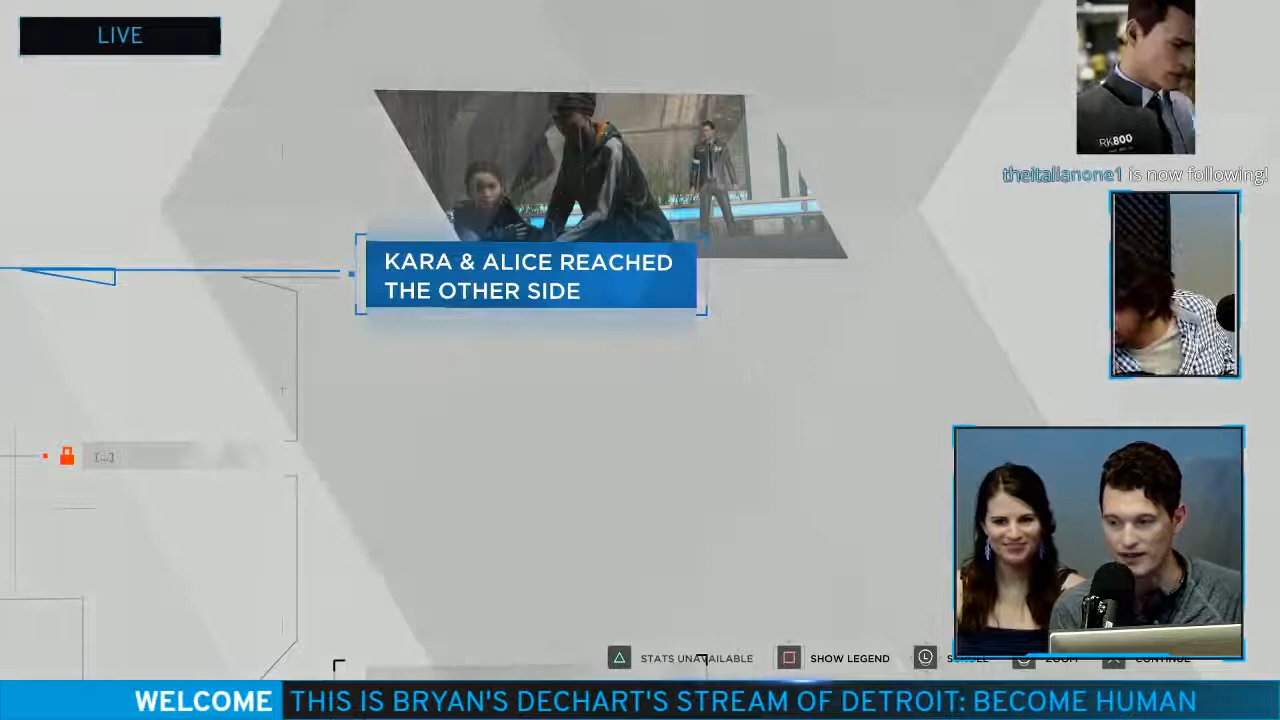 LIVE
RK800
theitalianone1 is now following!
KARA & ALICE REACHED
THE OTHER SIDE
[...]
STATS UNAVAILABLE
SHOW LEGEND
L
CONTINUE
WELCOME
THIS IS BRYAN'S DECHART'S STREAM OF DETROIT: BECOME HUMAN